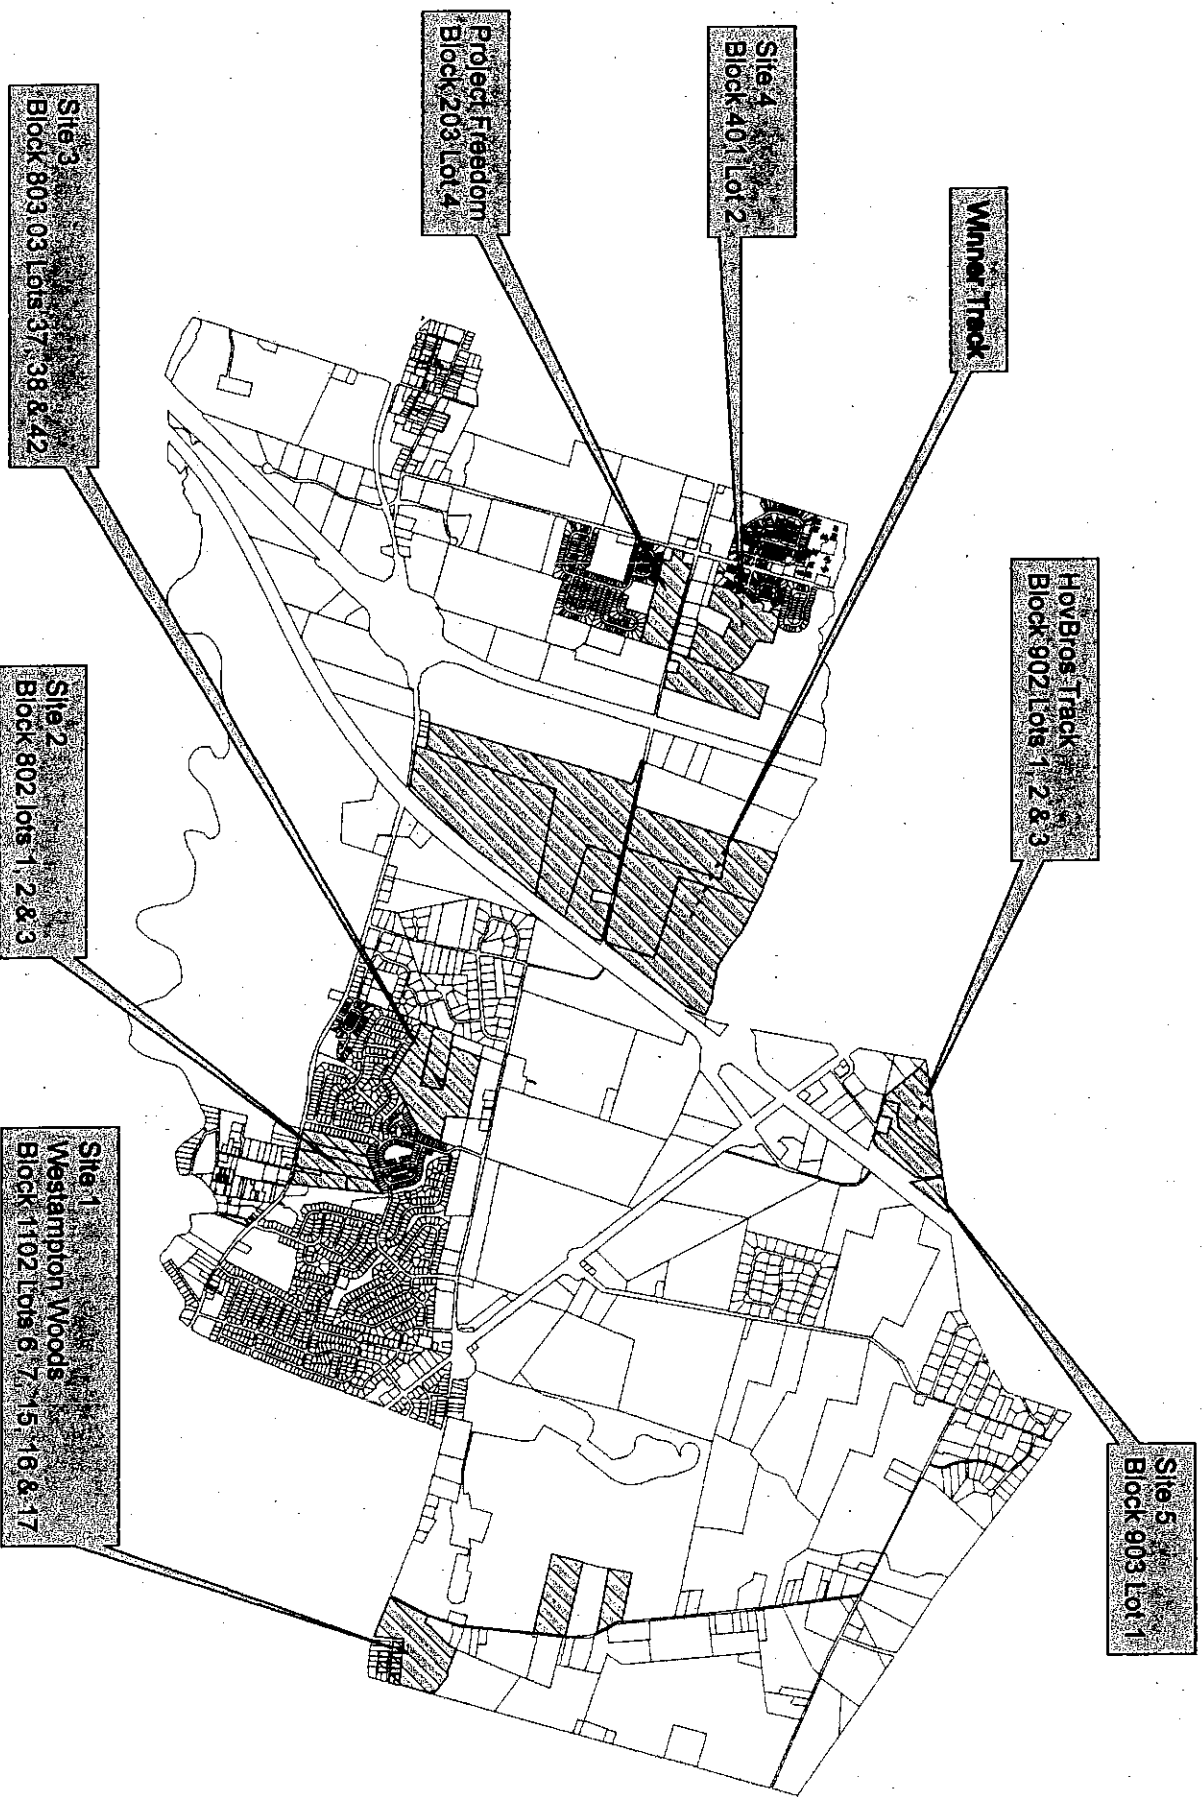 Site 5
Block 903 Lot 1
HovBros Track
Block 902 Lots 1, 2 & 3
Winner Track
Site 4
Block 401 Lot 2
Project Freedom
Block 203 Lot 4
Site 1
Westampton Woods
Block 1102 Lots 6, 7, 15, 16 & 17
Site 2
Block 802 lots 1, 2 & 3
Site 3
Block 803.03 Lots 37, 38 & 42